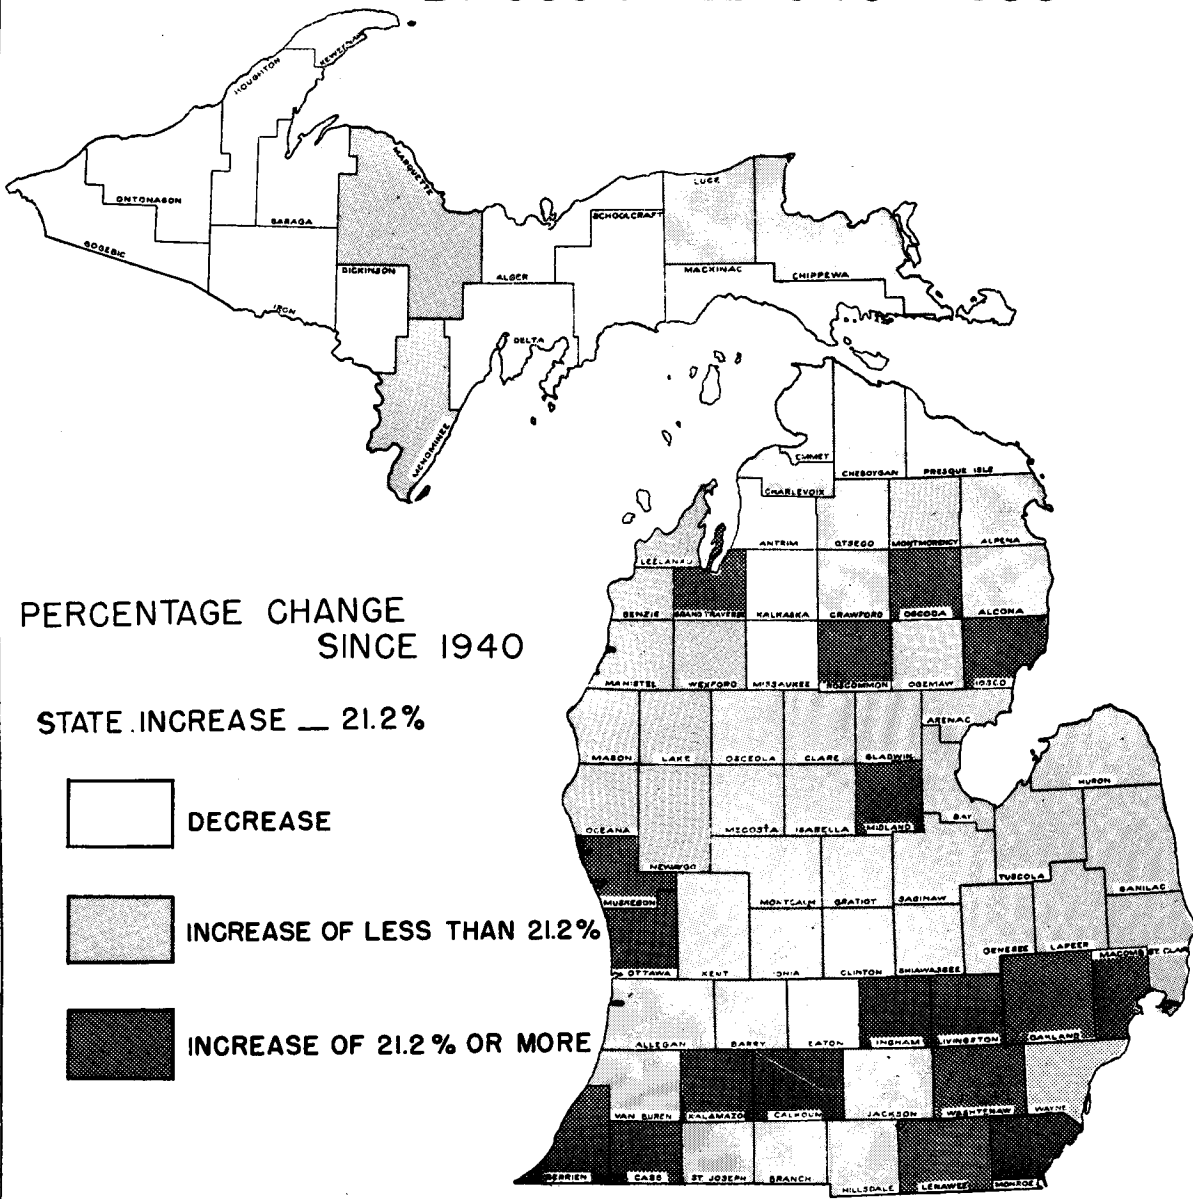 KEWEENAW
HOUGHTON
MARQUETTE
LUCE
ONTONAGON
BARAGA
SCHOOLCRAFT
GOGEBIC
DICKINSON
ALGER
MACKINAC
CHIPPEWA
IRON
DELTA
MENOMINEE
EMMET
CHEBOYGAN
PRESQUE ISLE
CHARLEVOIX
ANTRIM
OTSEGO
MONTMORENCY
ALPENA
LEELANAU
BENZIE
GRAND TRAVERSE
KALKASKA
CRAWFORD
OSCODA
ALCONA
PERCENTAGE CHANGE
SINCE 1940
MANISTEE
WEXFORD
MISSAUKEE
ROSCOMMON
OGEMAW
IOSCO
STATE.INCREASE — 21.2%
ARENAC
MASON
LAKE
OSCEOLA
CLARE
GLADWIN
HURON
DECREASE
OCEANA
MECOSTA
ISABELLA
MIDLAND
BAY
NEWAYGO
TUSCOLA
SANILAC
MUSKEGON
MONTCALM
GRATIOT
SAGINAW
INCREASE OF LESS THAN 21.2%
GENESEE
LAPEER
MACOMB
ST. CLAIR
OTTAWA
KENT
IONIA
CLINTON
SHIAWASSEE
INCREASE OF 21.2% OR MORE
ALLEGAN
BARRY
EATON
INGHAM
LIVINGSTON
OAKLAND
VAN BUREN
KALAMAZOO
CALHOUN
JACKSON
WASHTENAW
WAYNE
BERRIEN
CASS
ST. JOSEPH
BRANCH
HILLSDALE
LENAWEE
MONROE